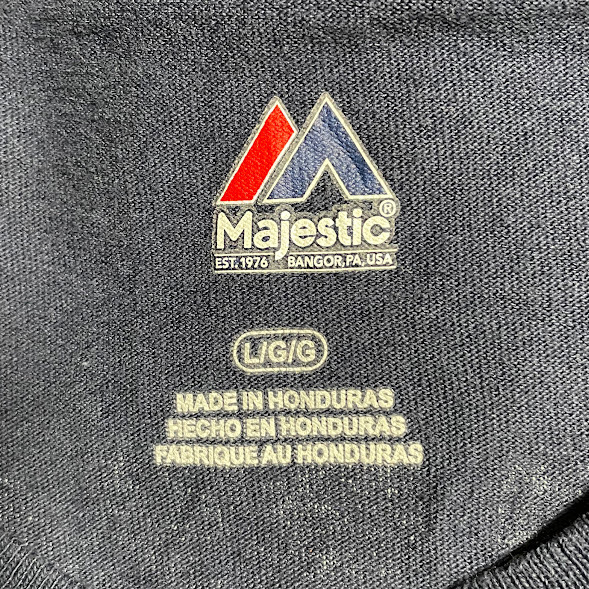 Majestic®
EST. 1976 BANGOR, PA, USA
L/G/G
MADE IN HONDURAS
HECHO EN HONDURAS
FABRIQUE AU HONDURAS